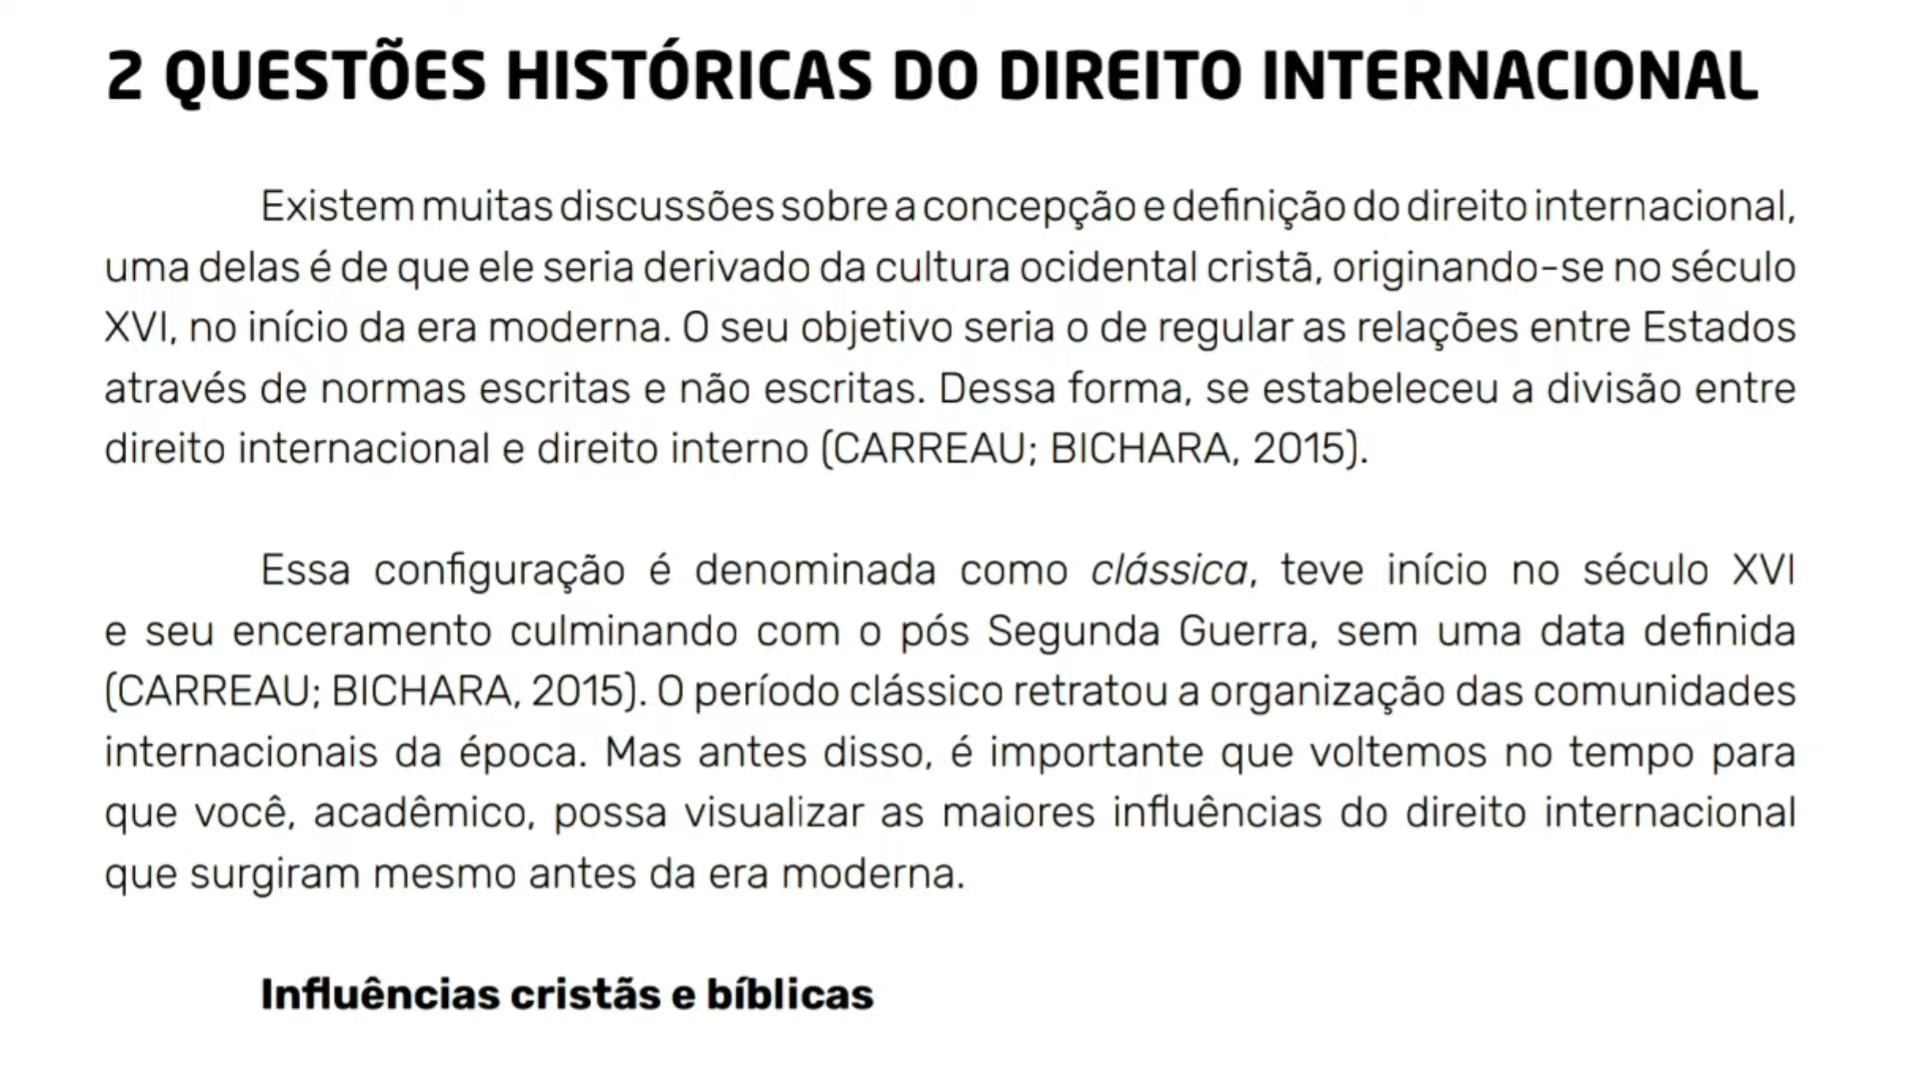 2 QUESTÕES HISTÓRICAS DO DIREITO INTERNACIONAL
Existem muitas discussões sobre a concepção e definição do direito internacional,
uma delas é de que ele seria derivado da cultura ocidental cristã, originando-se no século
XVI, no início da era moderna. O seu objetivo seria o de regular as relações entre Estados
através de normas escritas e não escritas. Dessa forma, se estabeleceu a divisão entre
direito internacional e direito interno (CARREAU; BICHARA, 2015).
Essa configuração é denominada como clássica, teve início no século XVI
e seu enceramento culminando com o pós Segunda Guerra, sem uma data definida
(CARREAU; BICHARA, 2015). O período clássico retratou a organização das comunidades
internacionais da época. Mas antes disso, é importante que voltemos no tempo para
que você, acadêmico, possa visualizar as maiores influências do direito internacional
que surgiram mesmo antes da era moderna.
Influências cristãs e bíblicas